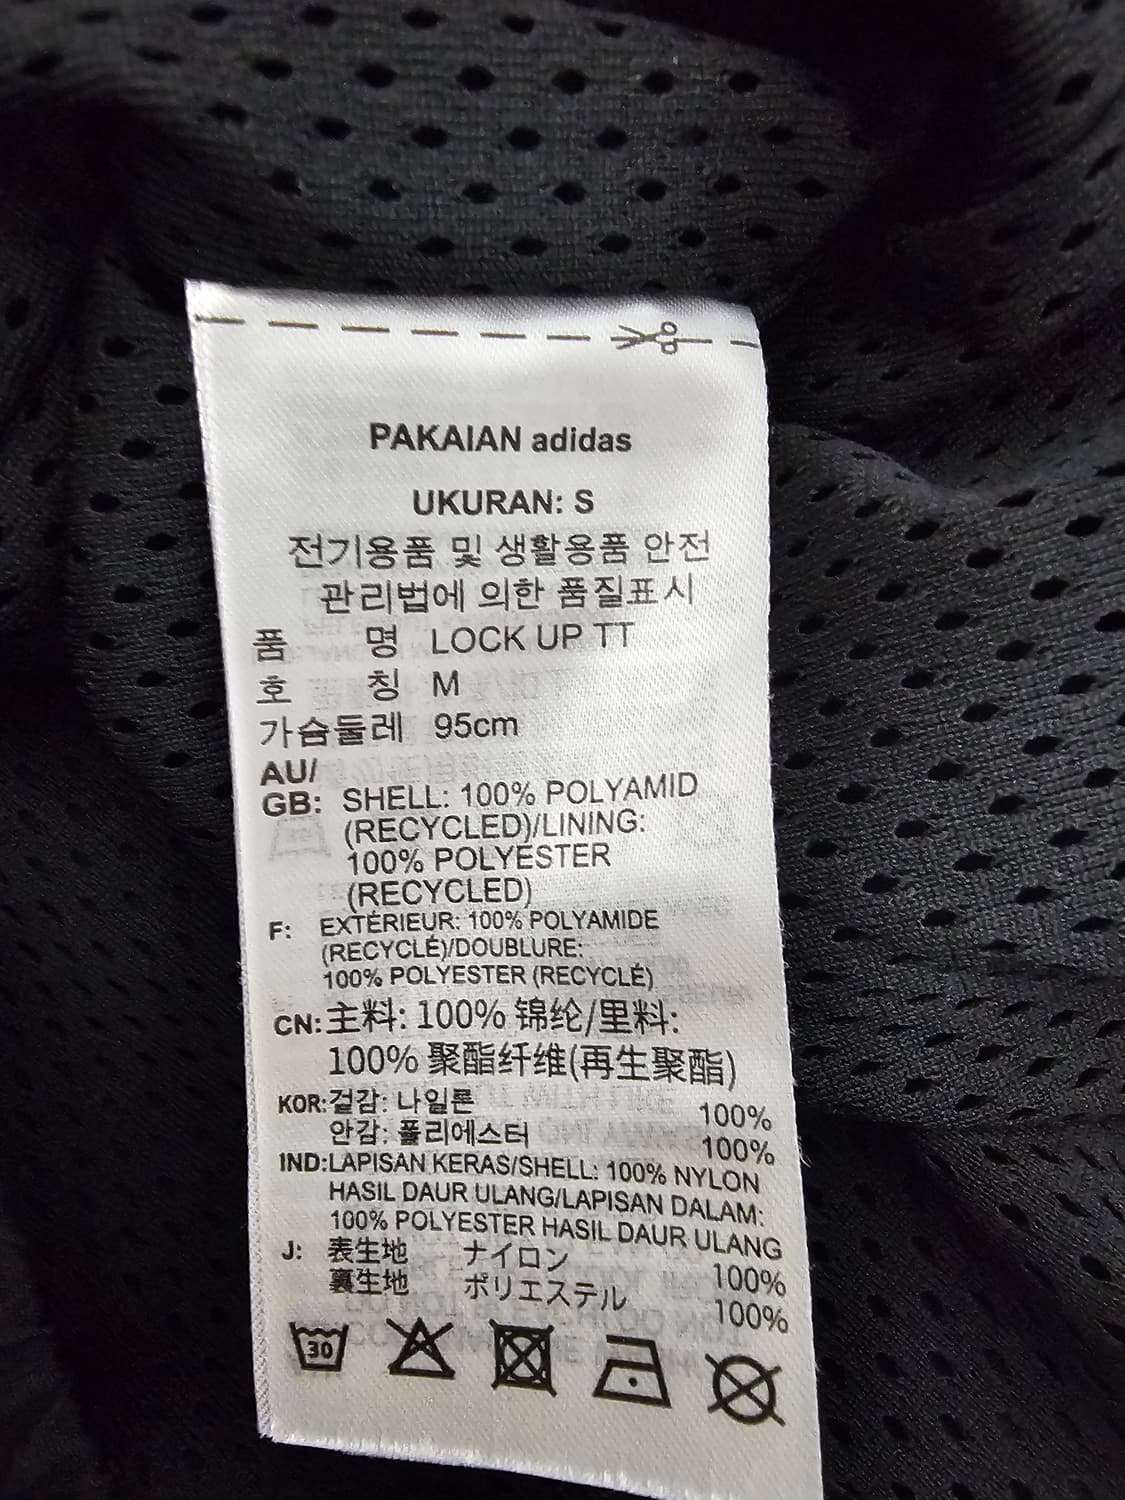 PAKAIAN adidas
UKURAN: S
전기용품 및 생활용품 안전
관리법에 의한 품질표시
품 명 LOCK UP TT
호 칭 M
가슴둘레 95cm
AU/
GB: SHELL: 100% POLYAMID
(RECYCLED)/LINING:
100% POLYESTER
(RECYCLED)
F: EXTÉRIEUR: 100% POLYAMIDE
(RECYCLÉ)/DOUBLURE:
100% POLYESTER (RECYCLÉ)
CN: 主料: 100% 锦纶/里料:
100% 聚酯纤维(再生聚酯)
KOR: 겉감: 나일론 100%
안감: 폴리에스터 100%
IND: LAPISAN KERAS/SHELL: 100% NYLON
HASIL DAUR ULANG/LAPISAN DALAM:
100% POLYESTER HASIL DAUR ULANG
J: 表生地 ナイロン 100%
裏生地 ポリエステル 100%
30